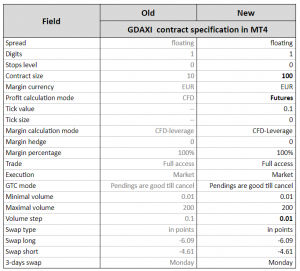 Field Old New
GDAXI contract specification in MT4
Spread floating floating
Digits 1 1
Stops level 0 0
Contract size 10 100
Margin currency EUR EUR
Profit calculation mode CFD Futures
Tick value -- 0.1
Tick size -- 0
Margin calculation mode CFD-leverage CFD-Leverage
Margin hedge 0 0
Margin percentage 100% 100%
Trade Full access Full access
Execution Market Market
GTC mode Pendings are good till cancel Pendings are good till cancel
Minimal volume 0.01 0.01
Maximal volume 200 200
Volume step 0.1 0.01
Swap type in points in points
Swap long -6.09 -6.09
Swap short -4.61 -4.61
3-days swap Monday Monday